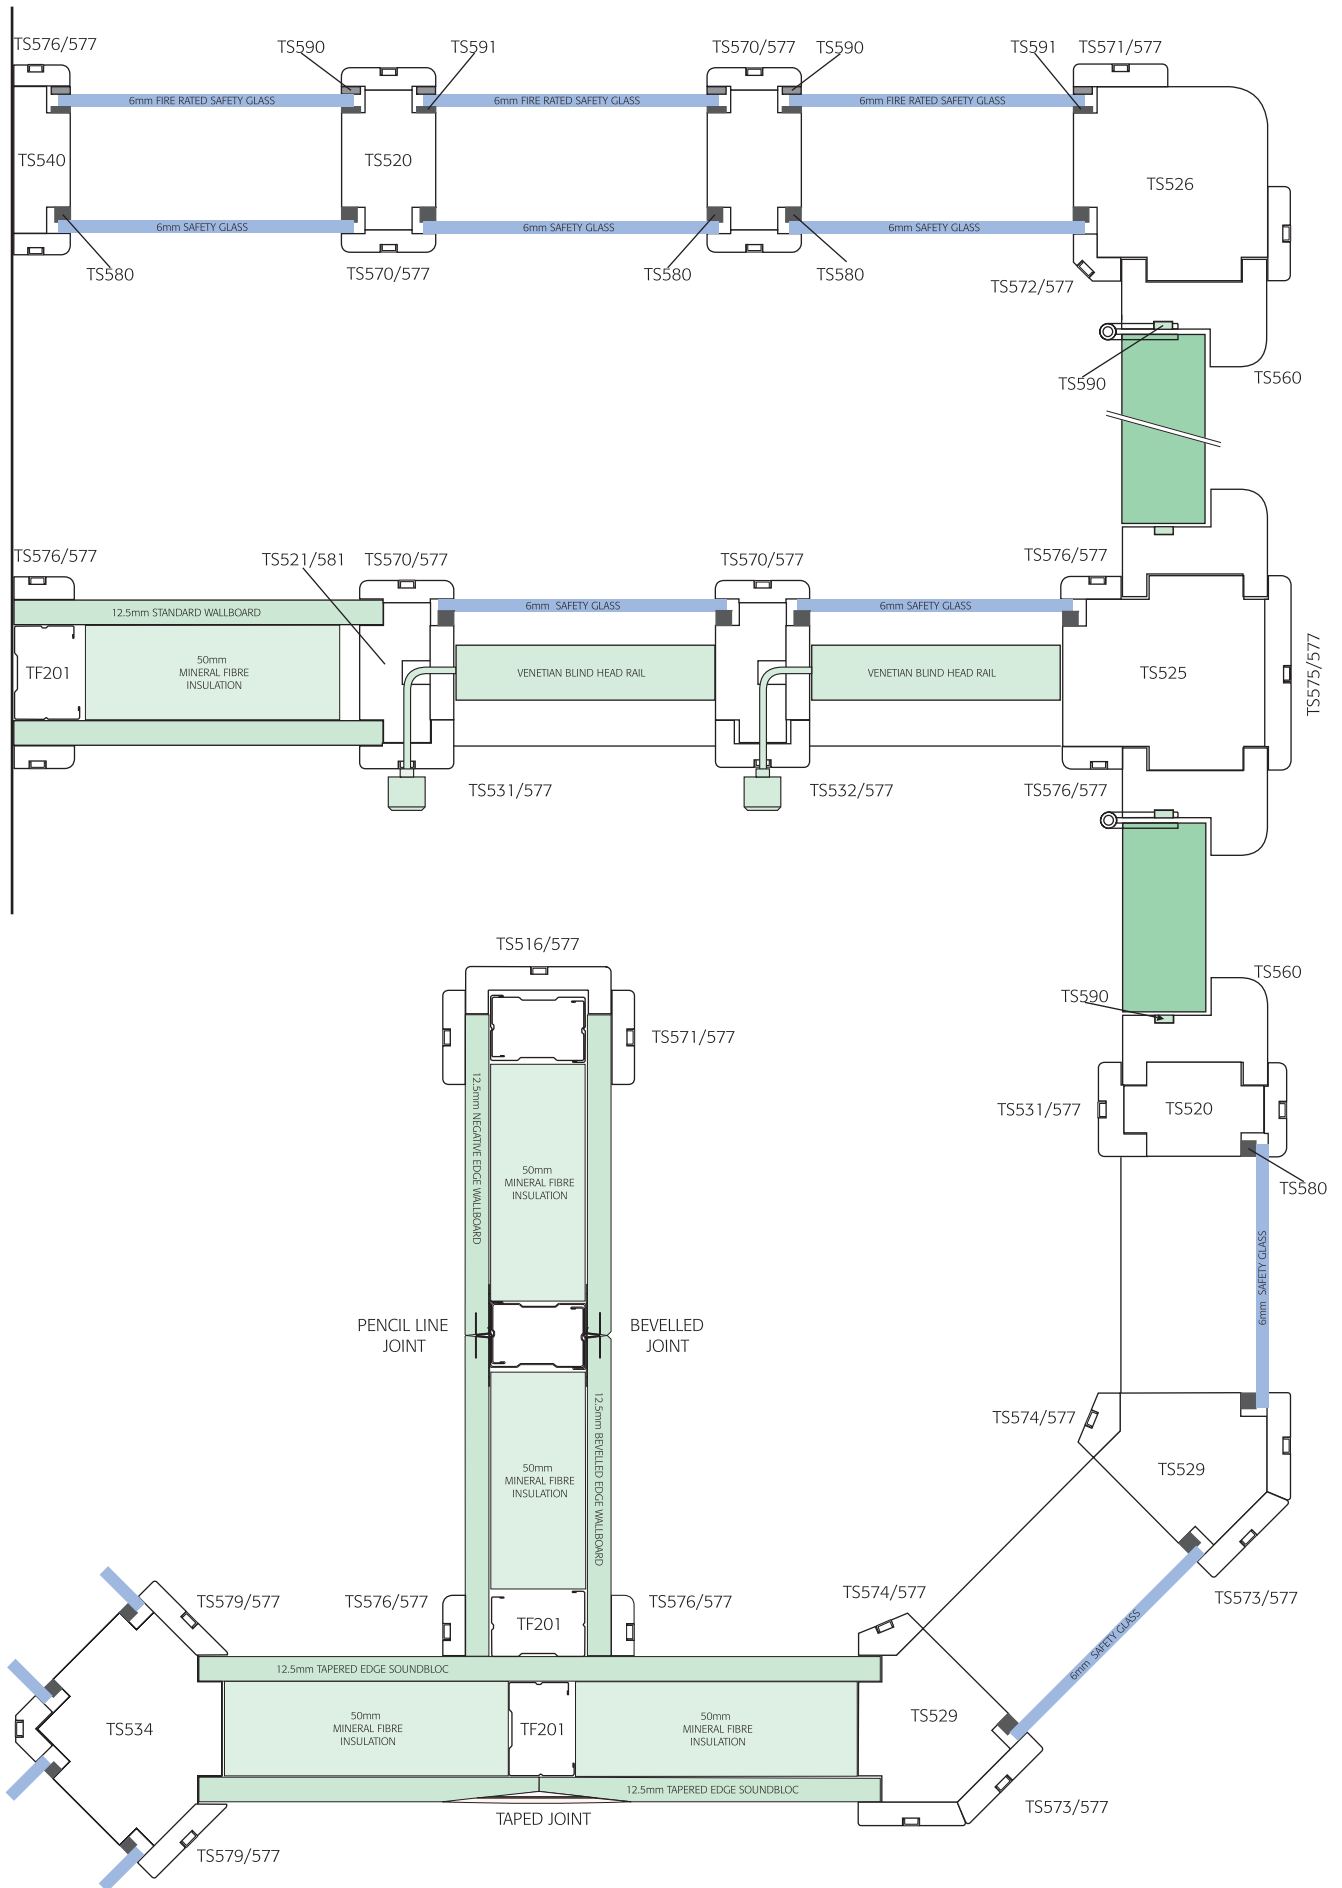 TS576/577
TS590
TS591
TS570/577
TS590
TS591
TS571/577
6mm FIRE RATED SAFETY GLASS
6mm FIRE RATED SAFETY GLASS
6mm FIRE RATED SAFETY GLASS
TS540
TS520
TS526
6mm SAFETY GLASS
6mm SAFETY GLASS
6mm SAFETY GLASS
TS580
TS570/577
TS580
TS580
TS572/577
TS590
TS560
TS576/577
TS521/581
TS570/577
TS570/577
TS576/577
12.5mm STANDARD WALLBOARD
6mm SAFETY GLASS
6mm SAFETY GLASS
TF201
50mm
MINERAL FIBRE
INSULATION
VENETIAN BLIND HEAD RAIL
VENETIAN BLIND HEAD RAIL
TS525
TS575/577
TS531/577
TS532/577
TS576/577
TS516/577
TS560
TS590
TS571/577
12.5mm NEGATIVE EDGE WALLBOARD
TS531/577
TS520
50mm
MINERAL FIBRE
INSULATION
TS580
6mm SAFETY GLASS
PENCIL LINE
JOINT
BEVELLED
JOINT
12.5mm BEVELLED EDGE WALLBOARD
TS574/577
50mm
MINERAL FIBRE
INSULATION
TS529
TS579/577
TS576/577
TF201
TS576/577
TS574/577
TS573/577
6mm SAFETY GLASS
12.5mm TAPERED EDGE SOUNDBLOC
TS534
50mm
MINERAL FIBRE
INSULATION
TF201
50mm
MINERAL FIBRE
INSULATION
TS529
12.5mm TAPERED EDGE SOUNDBLOC
TAPED JOINT
TS573/577
TS579/577